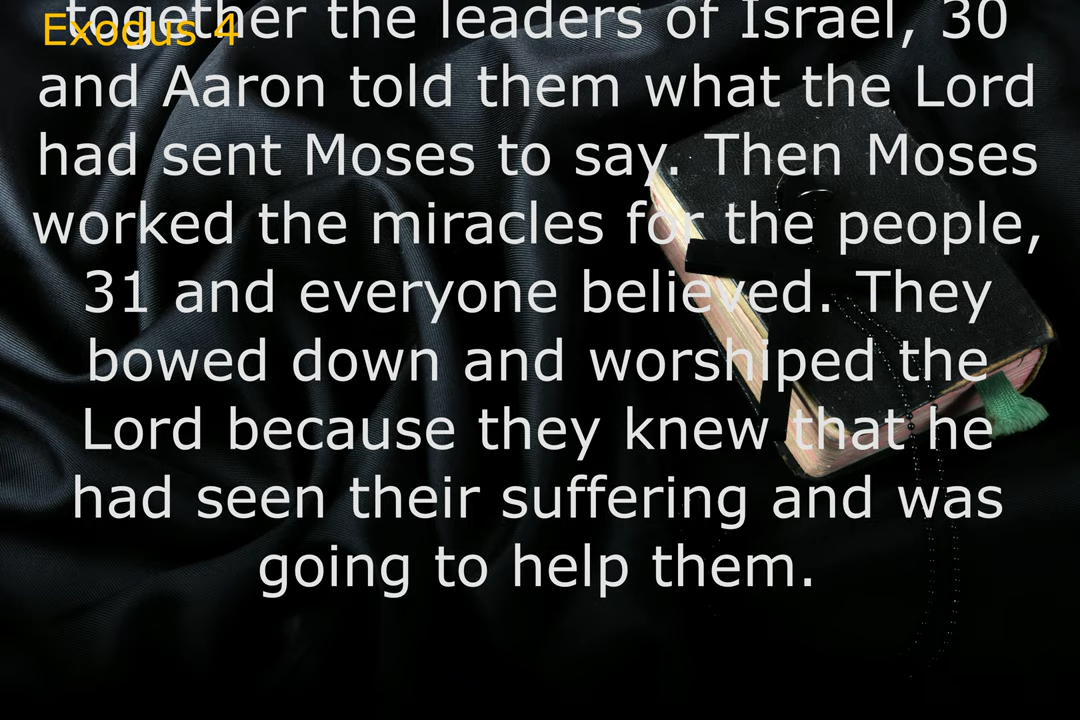 Exodus 4
together the leaders of Israel, 30
and Aaron told them what the Lord
had sent Moses to say. Then Moses
worked the miracles for the people,
31 and everyone believed. They
bowed down and worshiped the
Lord because they knew that he
had seen their suffering and was
going to help them.